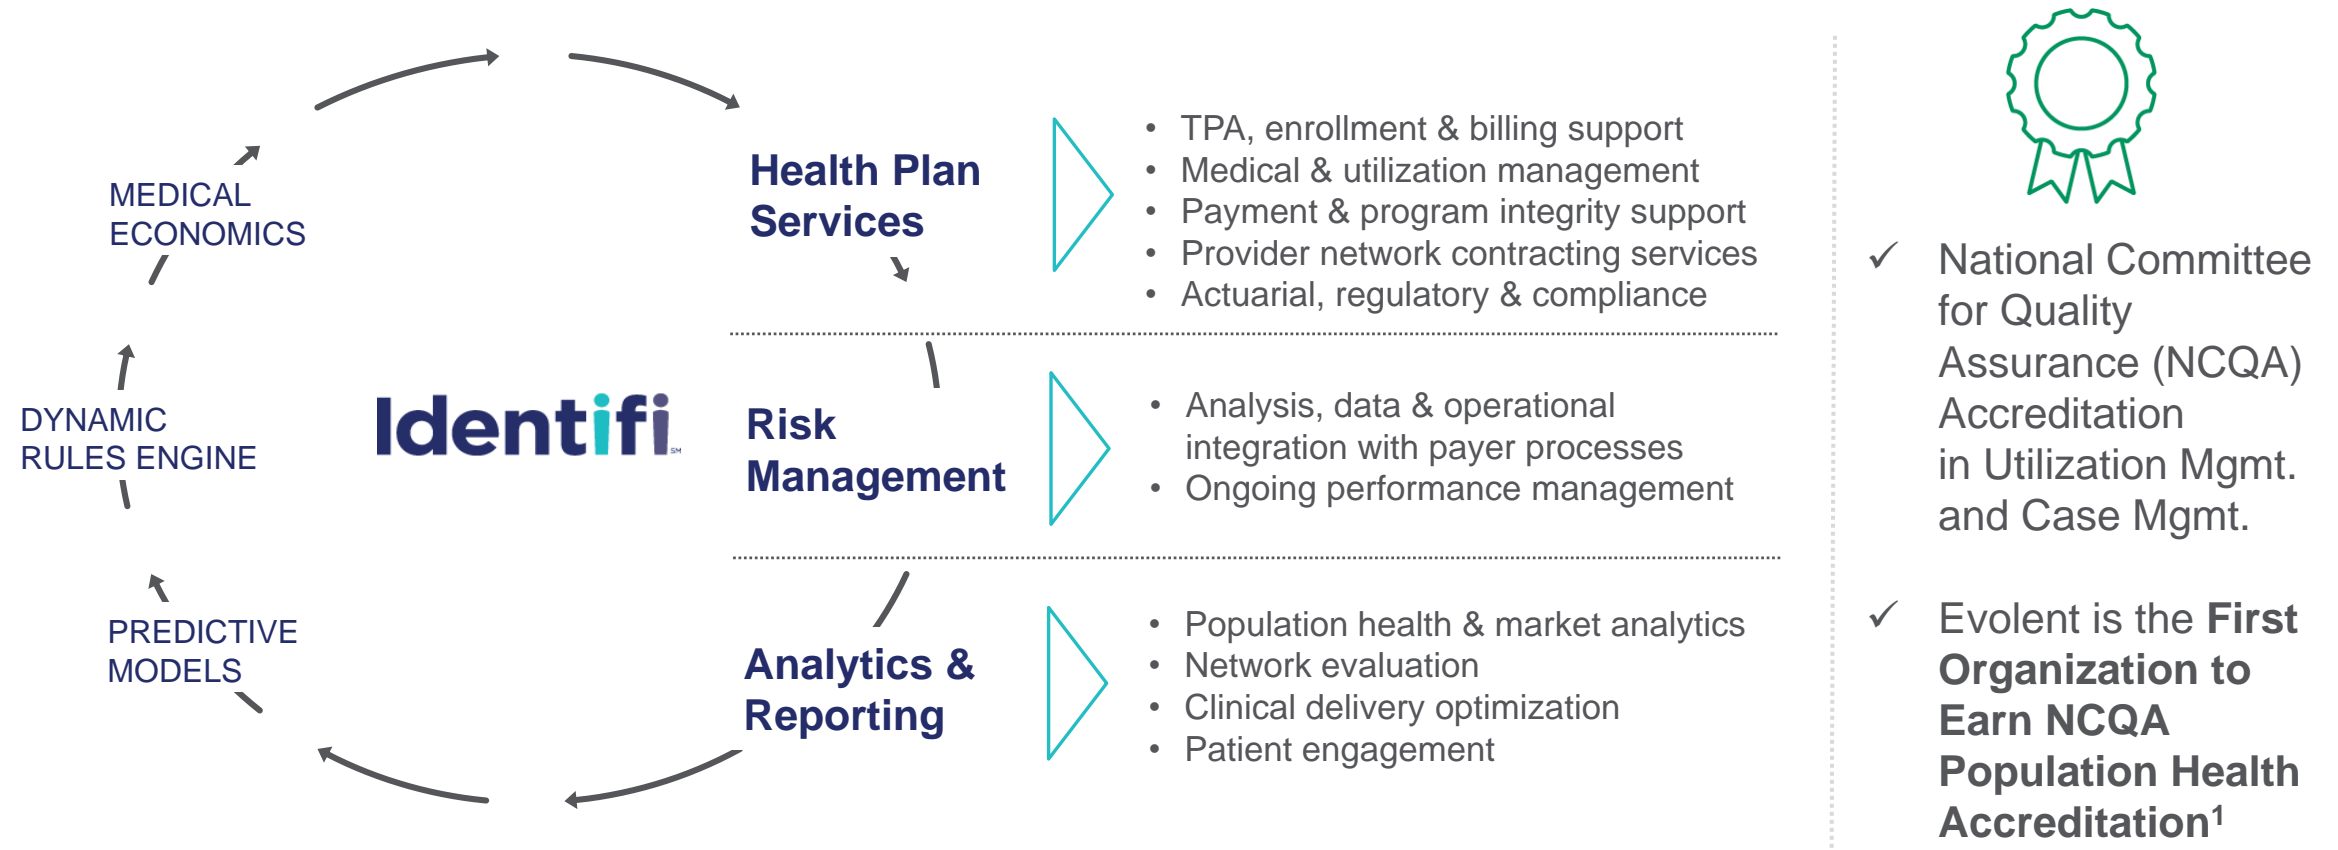 MEDICAL
ECONOMICS
DYNAMIC
RULES ENGINE
PREDICTIVE
MODELS
Identifi℠
Health Plan
Services
• TPA, enrollment & billing support
• Medical & utilization management
• Payment & program integrity support
• Provider network contracting services
• Actuarial, regulatory & compliance
Risk
Management
• Analysis, data & operational
integration with payer processes
• Ongoing performance management
Analytics &
Reporting
• Population health & market analytics
• Network evaluation
• Clinical delivery optimization
• Patient engagement
✓ National Committee
for Quality
Assurance (NCQA)
Accreditation
in Utilization Mgmt.
and Case Mgmt.
✓ Evolent is the First
Organization to
Earn NCQA
Population Health
Accreditation¹